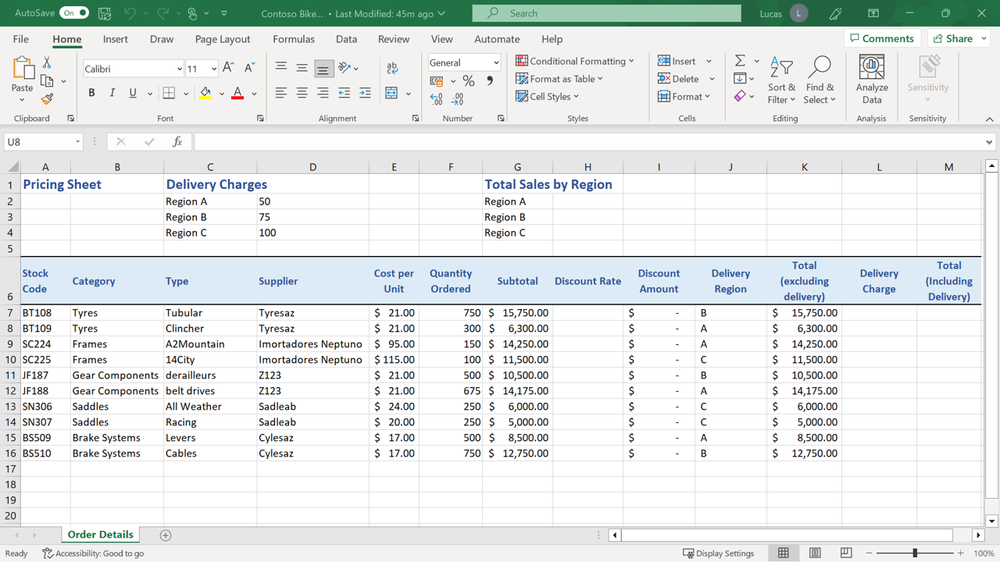 AutoSave On Contoso Bike... • Last Modified: 45m ago Search Lucas L
File Home Insert Draw Page Layout Formulas Data Review View Automate Help Comments Share
Paste
Calibri 11
B I U A
ab
General
% ,
Conditional Formatting
Format as Table
Cell Styles
Insert
Delete
Format
Sort & Filter
Find & Select
Analyze Data
Sensitivity
Clipboard Font Alignment Number Styles Cells Editing Analysis Sensitivity
U8 fx
A B C D E F G H I J K L M
1 Pricing Sheet Delivery Charges Total Sales by Region
2 Region A 50 Region A
3 Region B 75 Region B
4 Region C 100 Region C
5
6 Stock Code Category Type Supplier Cost per Unit Quantity Ordered Subtotal Discount Rate Discount Amount Delivery Region Total (excluding delivery) Delivery Charge Total (Including Delivery)
7 BT108 Tyres Tubular Tyresaz $ 21.00 750 $ 15,750.00 $ - B $ 15,750.00
8 BT109 Tyres Clincher Tyresaz $ 21.00 300 $ 6,300.00 $ - A $ 6,300.00
9 SC224 Frames A2Mountain Imortadores Neptuno $ 95.00 150 $ 14,250.00 $ - A $ 14,250.00
10 SC225 Frames 14City Imortadores Neptuno $ 115.00 100 $ 11,500.00 $ - C $ 11,500.00
11 JF187 Gear Components derailleurs Z123 $ 21.00 500 $ 10,500.00 $ - B $ 10,500.00
12 JF188 Gear Components belt drives Z123 $ 21.00 675 $ 14,175.00 $ - A $ 14,175.00
13 SN306 Saddles All Weather Sadleab $ 24.00 250 $ 6,000.00 $ - C $ 6,000.00
14 SN307 Saddles Racing Sadleab $ 20.00 250 $ 5,000.00 $ - C $ 5,000.00
15 BS509 Brake Systems Levers Cylesaz $ 17.00 500 $ 8,500.00 $ - A $ 8,500.00
16 BS510 Brake Systems Cables Cylesaz $ 17.00 750 $ 12,750.00 $ - B $ 12,750.00
17
18
19
20
Order Details
Ready Accessibility: Good to go Display Settings 100%